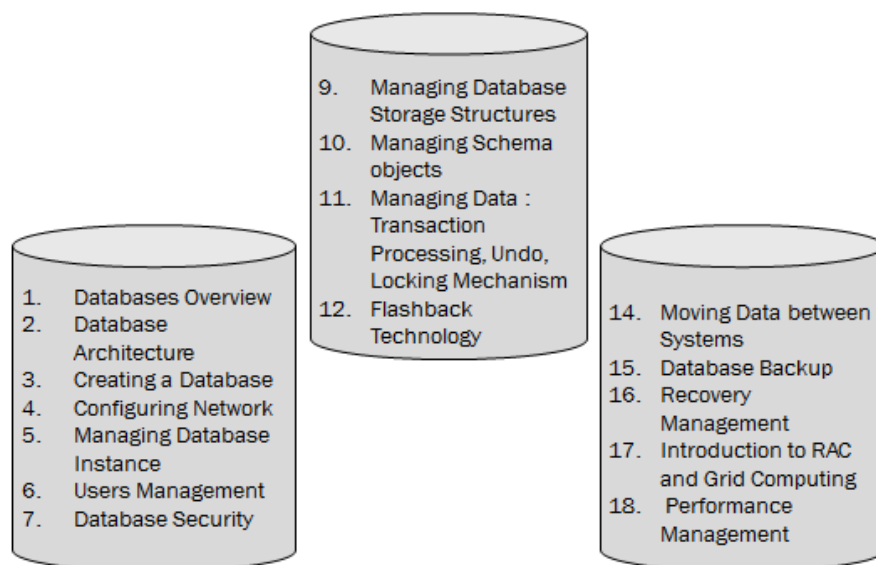 9. Managing Database
Storage Structures
10. Managing Schema
objects
11. Managing Data :
Transaction
Processing, Undo,
Locking Mechanism
12. Flashback
Technology
1. Databases Overview
2. Database
Architecture
3. Creating a Database
4. Configuring Network
5. Managing Database
Instance
6. Users Management
7. Database Security
14. Moving Data between
Systems
15. Database Backup
16. Recovery
Management
17. Introduction to RAC
and Grid Computing
18. Performance
Management